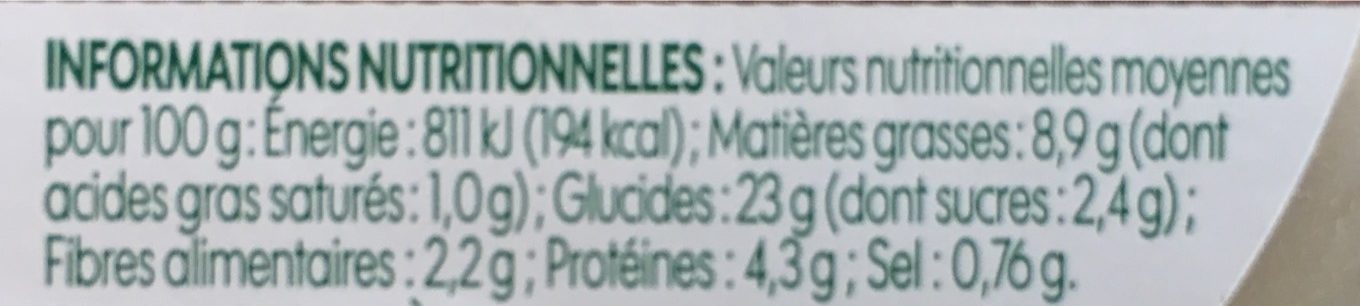 INFORMATIONS NUTRITIONNELLES : Valeurs nutritionnelles moyennes
pour 100 g : Énergie : 811 kJ (194 kcal) ; Matières grasses : 8,9 g (dont
acides gras saturés : 1,0 g) ; Glucides : 23 g (dont sucres : 2,4 g) ;
Fibres alimentaires : 2,2 g ; Protéines : 4,3 g ; Sel : 0,76 g.